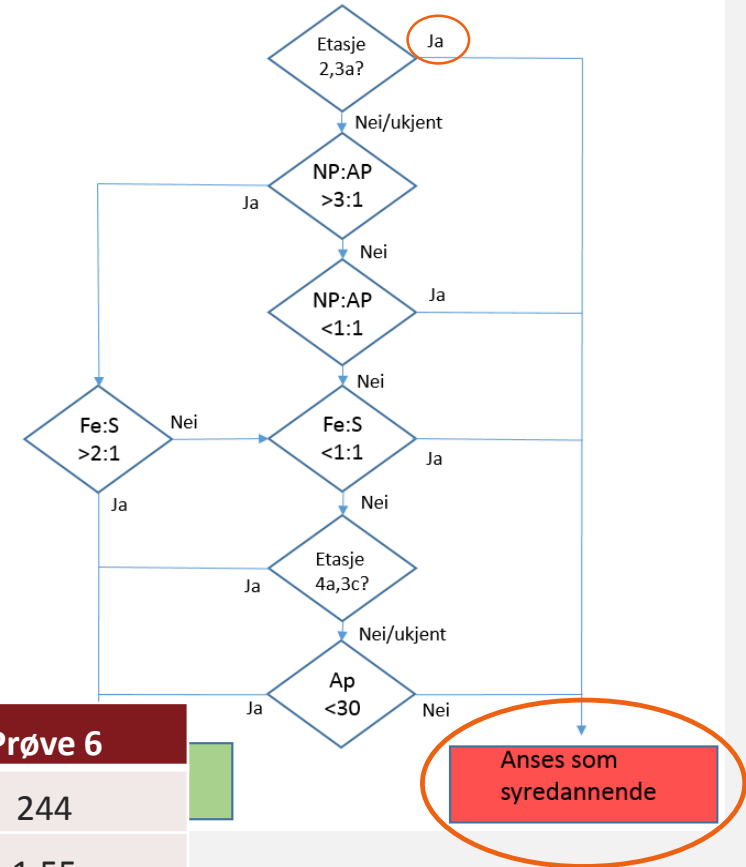 Etasje
2,3a?
Ja
Nei/ukjent
NP:AP
>3:1
Ja
Nei
NP:AP
<1:1
Ja
Nei
Fe:S
>2:1
Nei
Ja
Fe:S
<1:1
Ja
Nei
Etasje
4a,3c?
Ja
Nei/ukjent
Ap
<30
Ja
Nei
Prøve 6
244
Anses som
syredannende